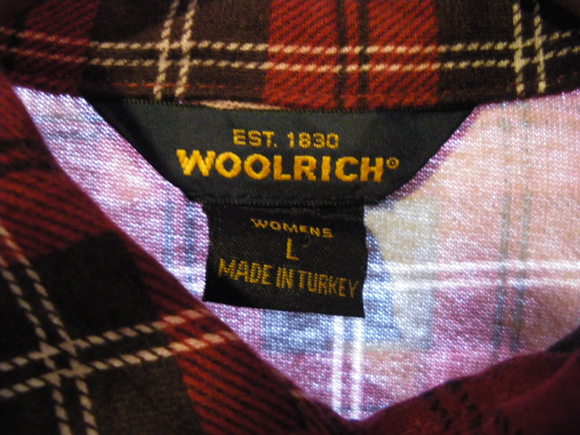 EST. 1830
WOOLRICH®
WOMENS
L
MADE IN TURKEY